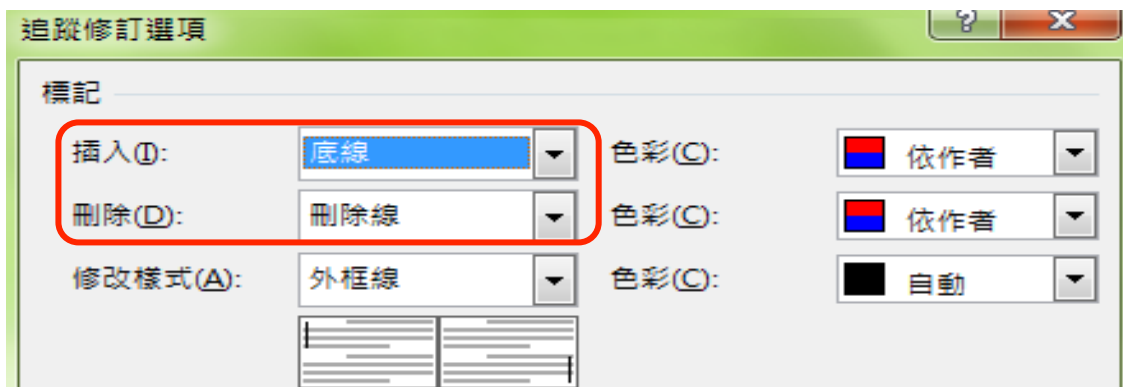 追蹤修訂選項
標記
插入(I): 底線 色彩(C): 依作者
刪除(D): 刪除線 色彩(C): 依作者
修改樣式(A): 外框線 色彩(C): 自動